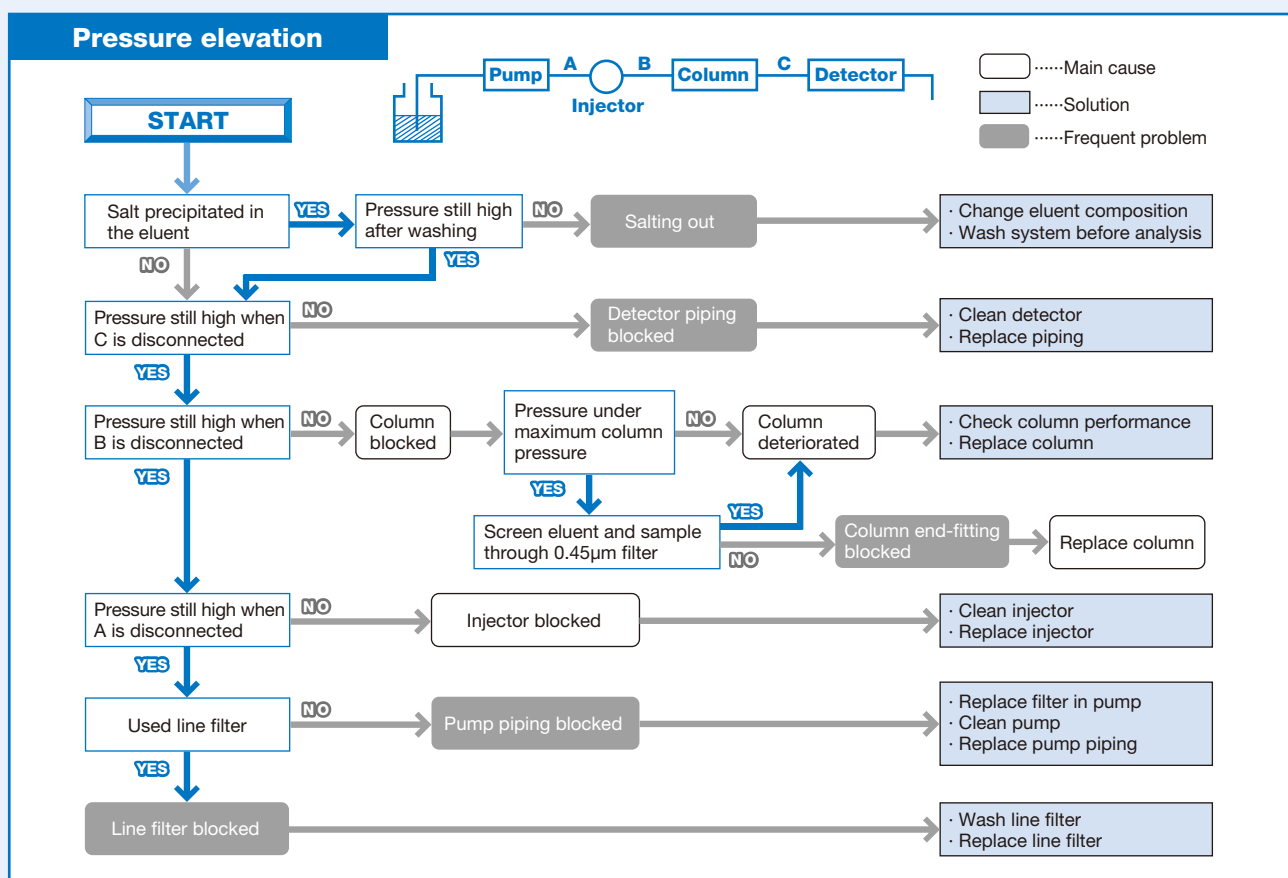 Pressure elevation
Pump
A
B
Column
C
Detector
Injector
······Main cause
······Solution
······Frequent problem
START
Salt precipitated in
the eluent
YES
Pressure still high
after washing
NO
Salting out
· Change eluent composition
· Wash system before analysis
NO
YES
Pressure still high when
C is disconnected
NO
Detector piping
blocked
· Clean detector
· Replace piping
YES
Pressure still high when
B is disconnected
NO
Column
blocked
Pressure under
maximum column
pressure
NO
Column
deteriorated
· Check column performance
· Replace column
YES
YES
Screen eluent and sample
through 0.45μm filter
YES
NO
Column end-fitting
blocked
Replace column
Pressure still high when
A is disconnected
NO
Injector blocked
· Clean injector
· Replace injector
YES
Used line filter
NO
Pump piping blocked
· Replace filter in pump
· Clean pump
· Replace pump piping
YES
Line filter blocked
· Wash line filter
· Replace line filter